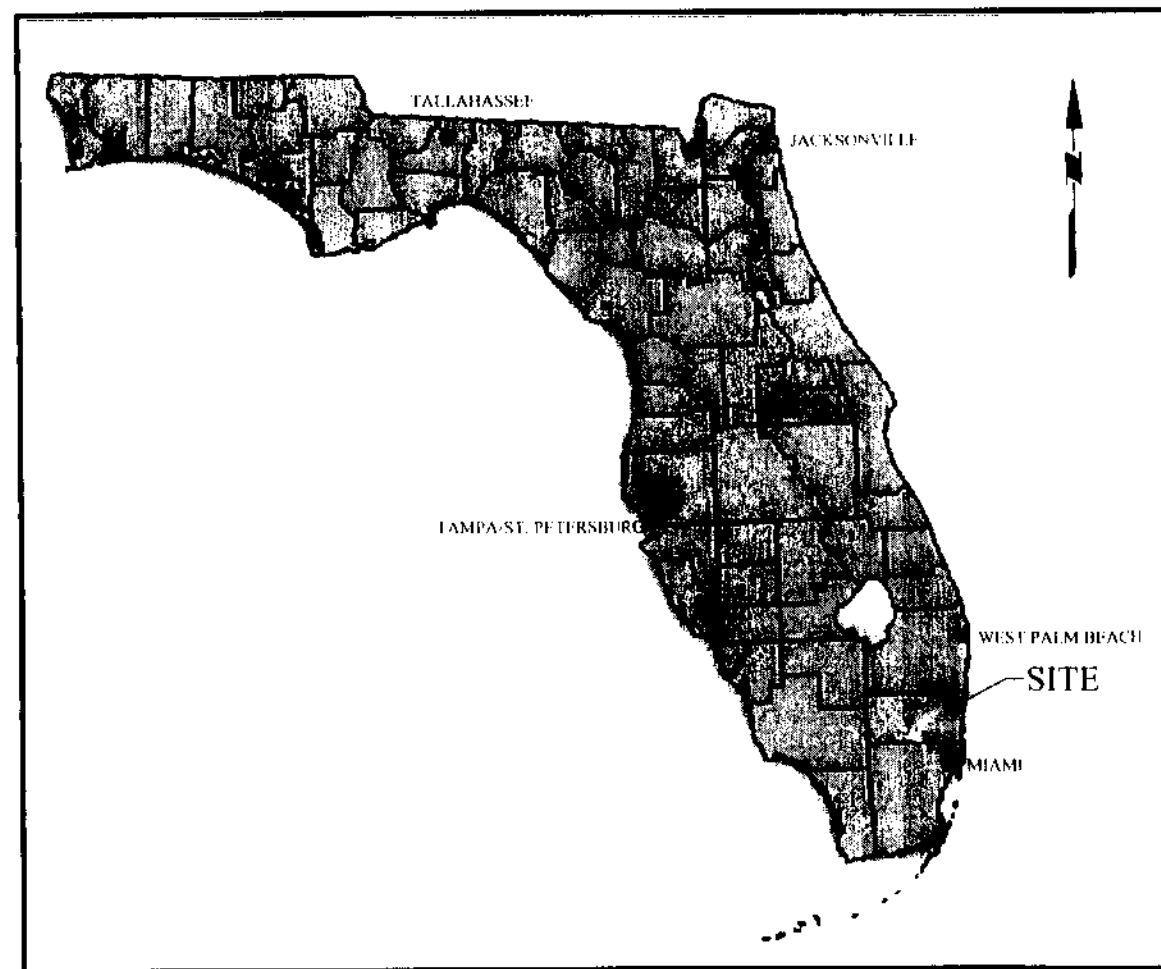 TALLAHASSEE
JACKSONVILLE
N
TAMPA/ST. PETERSBURG
WEST PALM BEACH
SITE
MIAMI